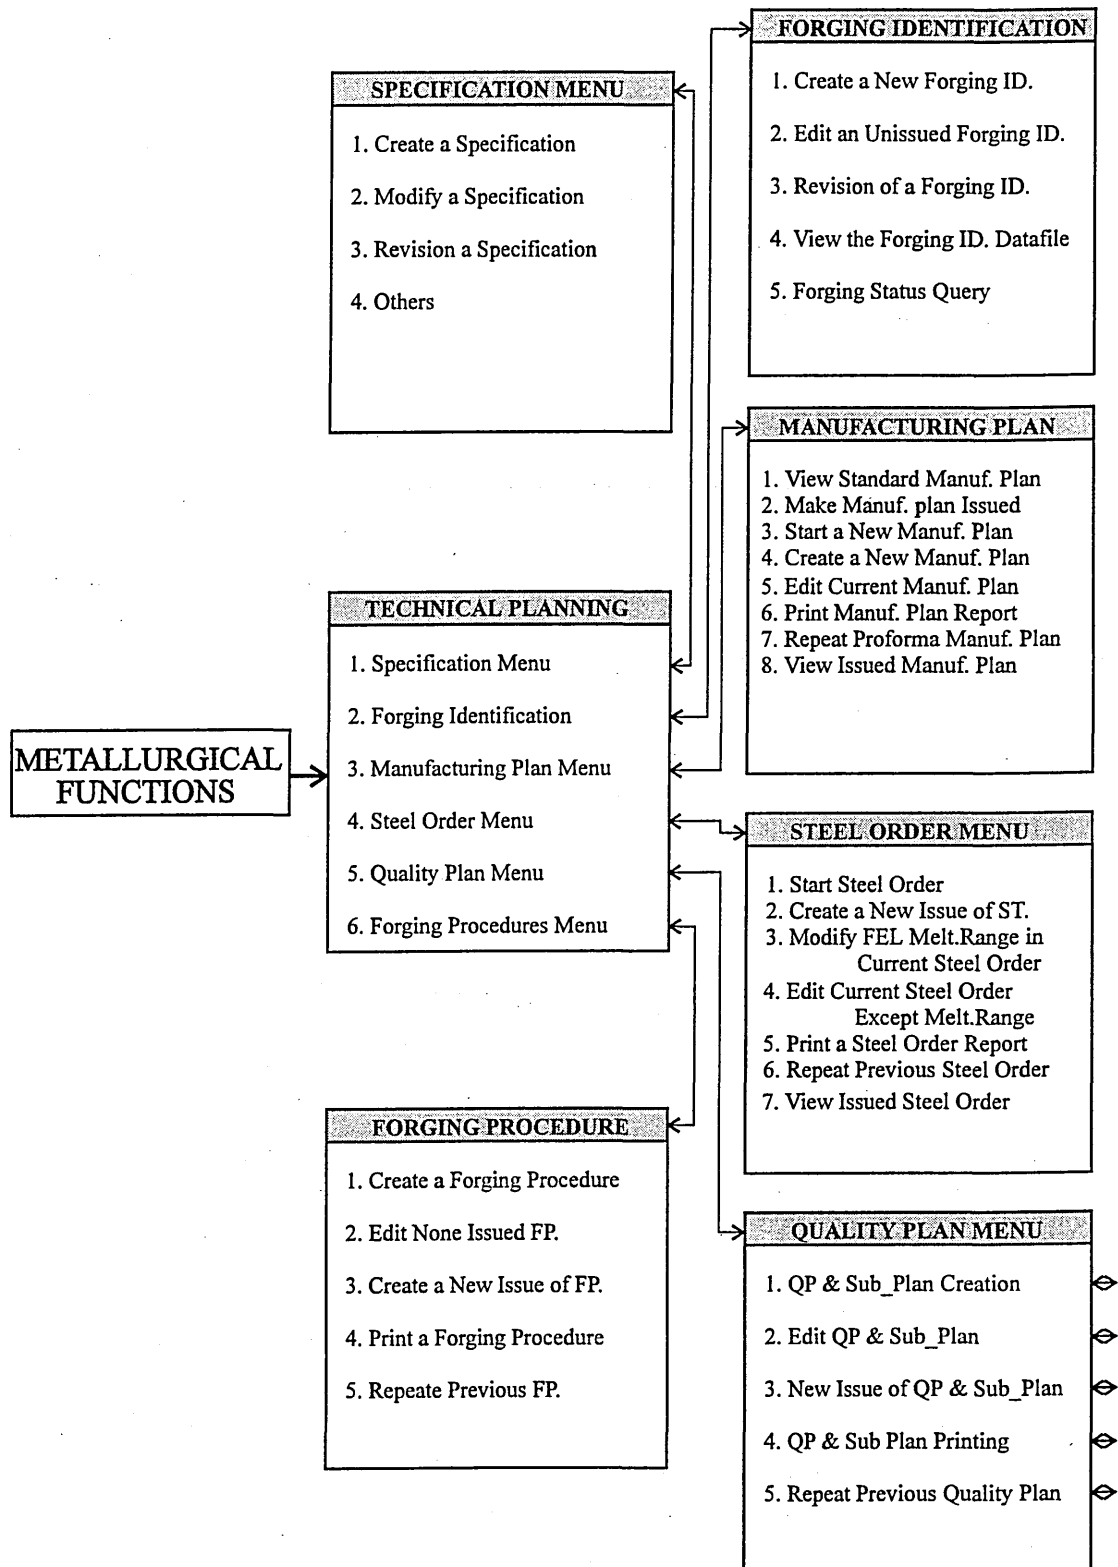 METALLURGICAL
FUNCTIONS
TECHNICAL PLANNING
1. Specification Menu
2. Forging Identification
3. Manufacturing Plan Menu
4. Steel Order Menu
5. Quality Plan Menu
6. Forging Procedures Menu
SPECIFICATION MENU
1. Create a Specification
2. Modify a Specification
3. Revision a Specification
4. Others
FORGING IDENTIFICATION
1. Create a New Forging ID.
2. Edit an Unissued Forging ID.
3. Revision of a Forging ID.
4. View the Forging ID. Datafile
5. Forging Status Query
MANUFACTURING PLAN
1. View Standard Manuf. Plan
2. Make Manuf. plan Issued
3. Start a New Manuf. Plan
4. Create a New Manuf. Plan
5. Edit Current Manuf. Plan
6. Print Manuf. Plan Report
7. Repeat Proforma Manuf. Plan
8. View Issued Manuf. Plan
STEEL ORDER MENU
1. Start Steel Order
2. Create a New Issue of ST.
3. Modify FEL Melt.Range in
Current Steel Order
4. Edit Current Steel Order
Except Melt.Range
5. Print a Steel Order Report
6. Repeat Previous Steel Order
7. View Issued Steel Order
QUALITY PLAN MENU
1. QP & Sub_Plan Creation
2. Edit QP & Sub_Plan
3. New Issue of QP & Sub_Plan
4. QP & Sub Plan Printing
5. Repeat Previous Quality Plan
FORGING PROCEDURE
1. Create a Forging Procedure
2. Edit None Issued FP.
3. Create a New Issue of FP.
4. Print a Forging Procedure
5. Repeate Previous FP.